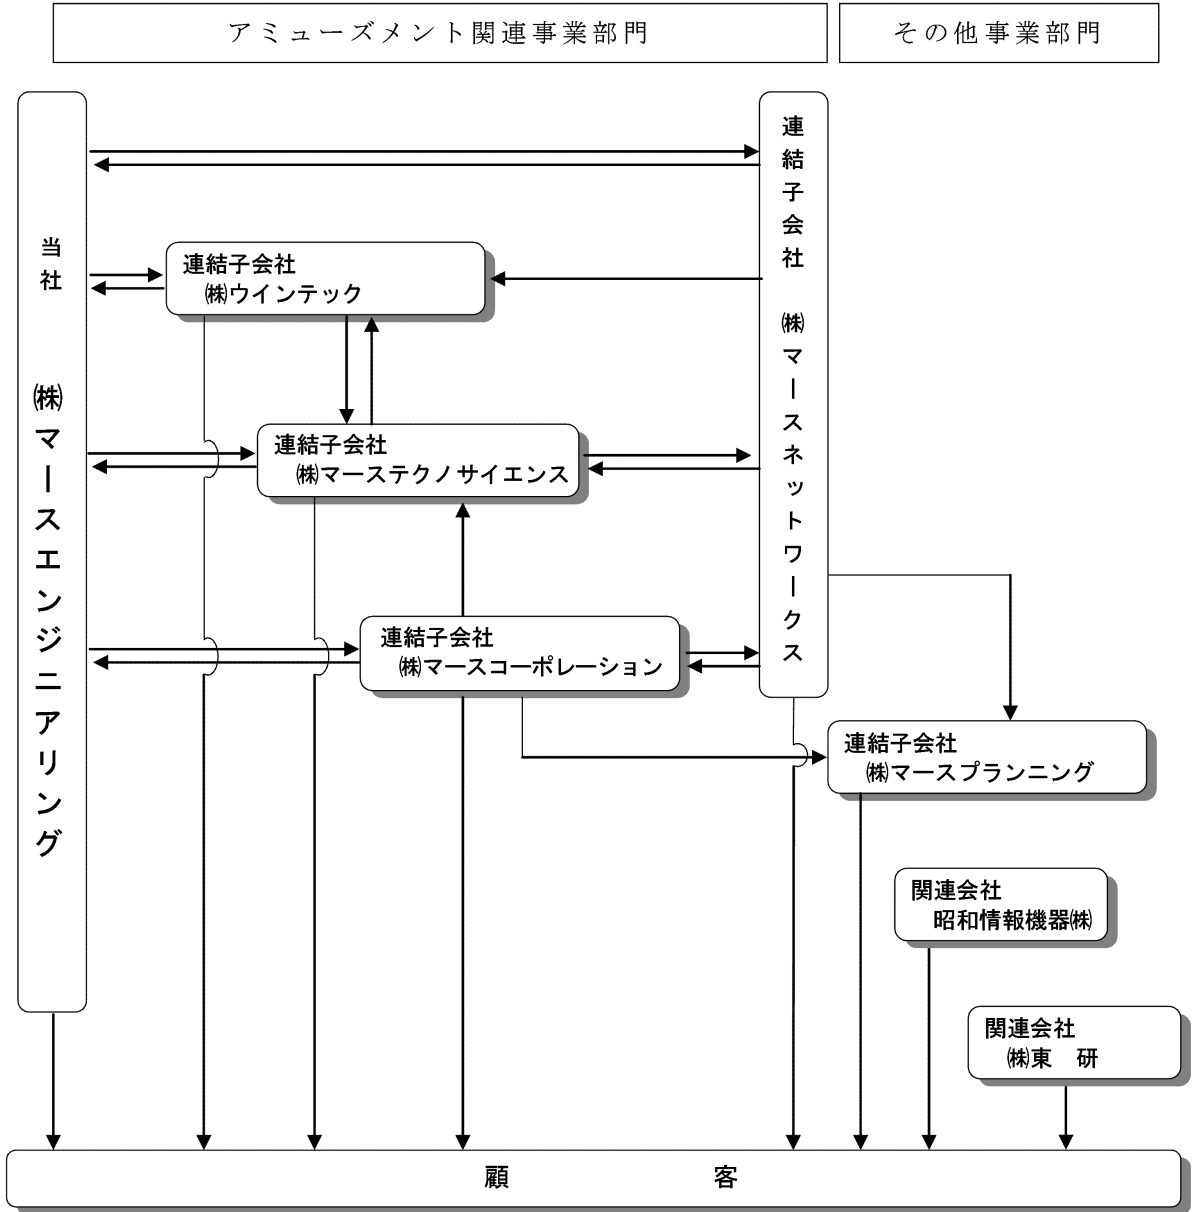 アミューズメント関連事業部門
その他事業部門
当社　㈱マースエンジニアリング
連結子会社　㈱マースネットワークス
連結子会社
㈱ウインテック
連結子会社
㈱マーステクノサイエンス
連結子会社
㈱マースコーポレーション
連結子会社
㈱マースプランニング
関連会社
昭和情報機器㈱
関連会社
㈱東　研
顧　客